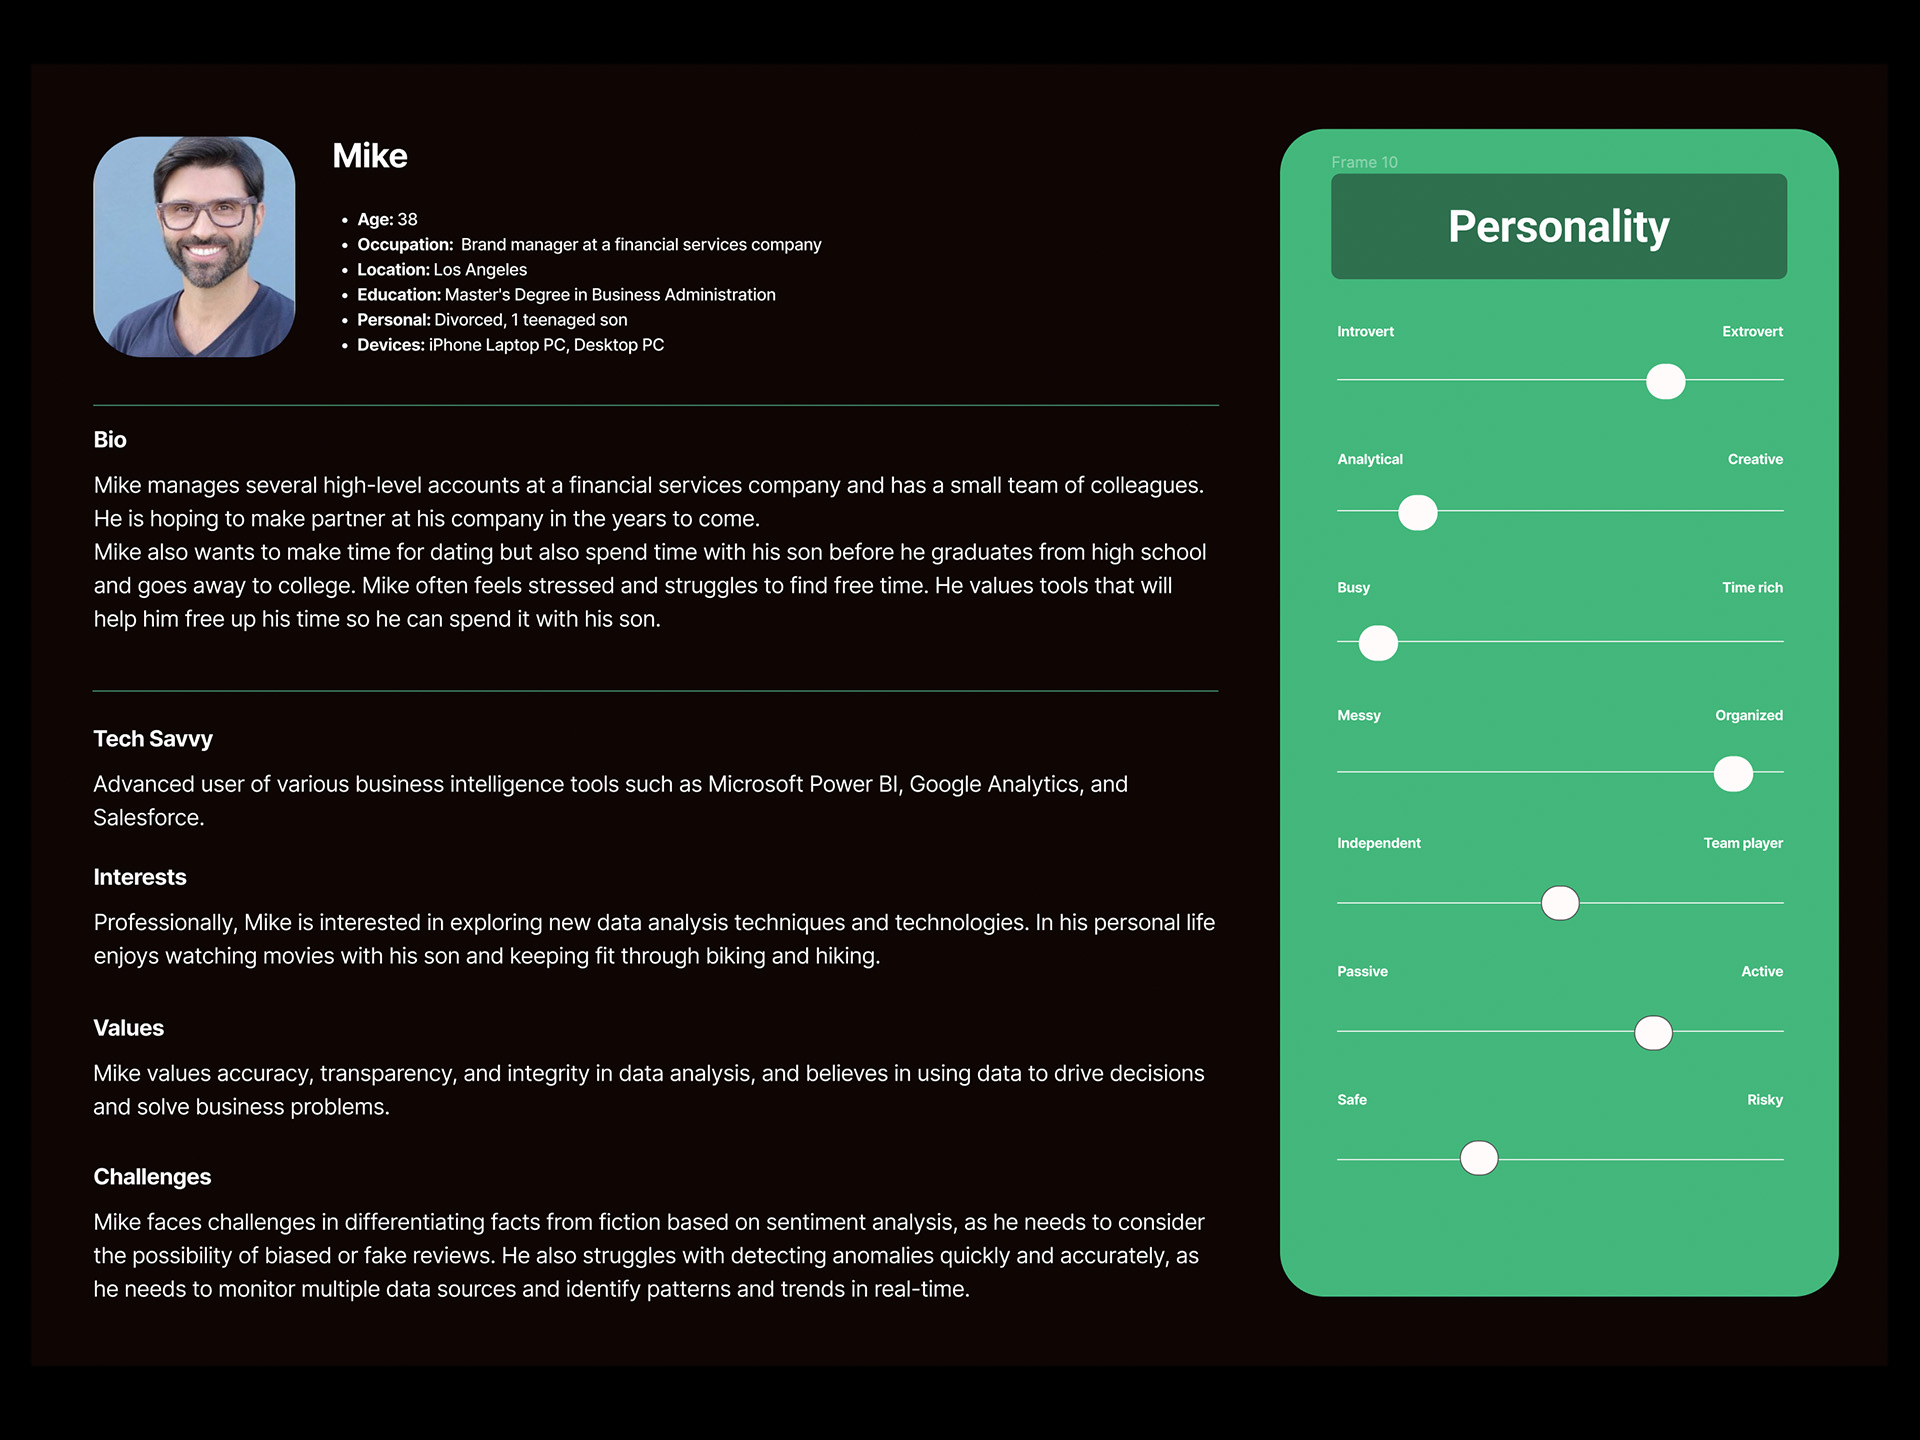 Mike
• Age: 38
• Occupation: Brand manager at a financial services company
• Location: Los Angeles
• Education: Master's Degree in Business Administration
• Personal: Divorced, 1 teenaged son
• Devices: iPhone Laptop PC, Desktop PC
Bio
Mike manages several high-level accounts at a financial services company and has a small team of colleagues.
He is hoping to make partner at his company in the years to come.
Mike also wants to make time for dating but also spend time with his son before he graduates from high school
and goes away to college. Mike often feels stressed and struggles to find free time. He values tools that will
help him free up his time so he can spend it with his son.
Tech Savvy
Advanced user of various business intelligence tools such as Microsoft Power BI, Google Analytics, and
Salesforce.
Interests
Professionally, Mike is interested in exploring new data analysis techniques and technologies. In his personal life
enjoys watching movies with his son and keeping fit through biking and hiking.
Values
Mike values accuracy, transparency, and integrity in data analysis, and believes in using data to drive decisions
and solve business problems.
Challenges
Mike faces challenges in differentiating facts from fiction based on sentiment analysis, as he needs to consider
the possibility of biased or fake reviews. He also struggles with detecting anomalies quickly and accurately, as
he needs to monitor multiple data sources and identify patterns and trends in real-time.
Frame 10
Personality
Introvert Extrovert
Analytical Creative
Busy Time rich
Messy Organized
Independent Team player
Passive Active
Safe Risky